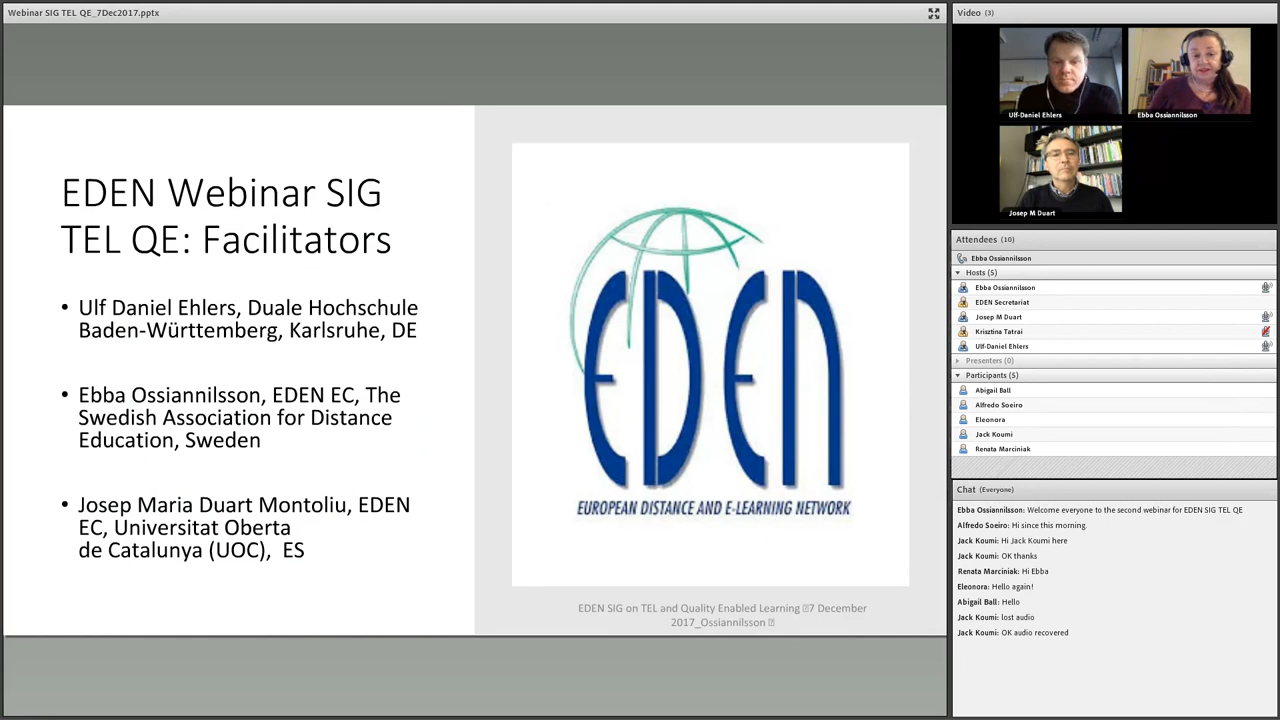 Webinar SIG TEL QE_7Dec2017.pptx
EDEN Webinar SIG
TEL QE: Facilitators
• Ulf Daniel Ehlers, Duale Hochschule
Baden-Württemberg, Karlsruhe, DE
• Ebba Ossiannilsson, EDEN EC, The
Swedish Association for Distance
Education, Sweden
• Josep Maria Duart Montoliu, EDEN
EC, Universitat Oberta
de Catalunya (UOC), ES
EDEN
EUROPEAN DISTANCE AND E-LEARNING NETWORK
EDEN SIG on TEL and Quality Enabled Learning 7 December
2017_Ossiannilsson
Video (3)
Ulf-Daniel Ehlers
Ebba Ossiannilsson
Josep M Duart
Attendees (10)
Ebba Ossiannilsson
Hosts (5)
Ebba Ossiannilsson
EDEN Secretariat
Josep M Duart
Krisztina Tatrai
Ulf-Daniel Ehlers
Presenters (0)
Participants (5)
Abigail Ball
Alfredo Soeiro
Eleonora
Jack Koumi
Renata Marciniak
Chat (Everyone)
Ebba Ossiannilsson: Welcome everyone to the second webinar for EDEN SIG TEL QE
Alfredo Soeiro: Hi since this morning.
Jack Koumi: Hi Jack Koumi here
Jack Koumi: OK thanks
Renata Marciniak: Hi Ebba
Eleonora: Hello again!
Abigail Ball: Hello
Jack Koumi: lost audio
Jack Koumi: OK audio recovered